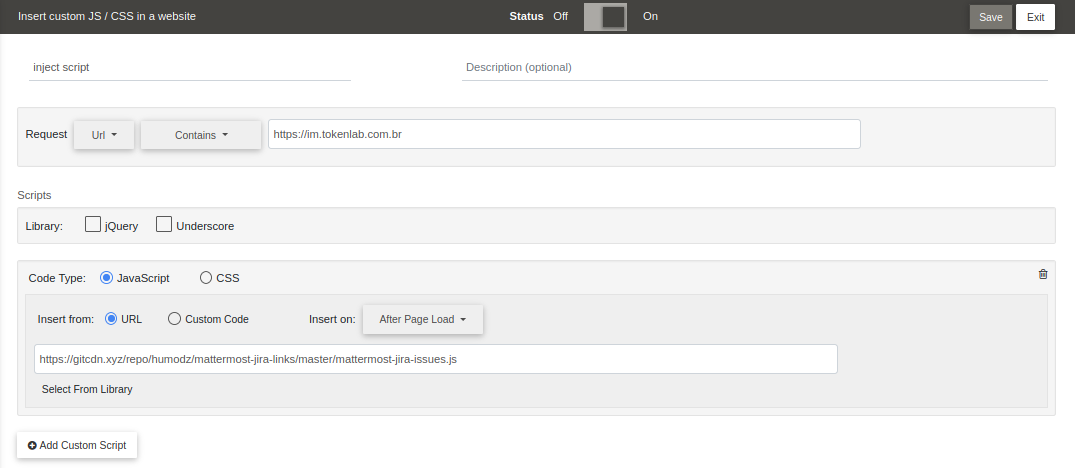 Insert custom JS / CSS in a website Status Off On Save Exit
inject script Description (optional)
Request Url Contains https://im.tokenlab.com.br
Scripts
Library: jQuery Underscore
Code Type: JavaScript CSS
Insert from: URL Custom Code Insert on: After Page Load
https://gitcdn.xyz/repo/humodz/mattermost-jira-links/master/mattermost-jira-issues.js
Select From Library
Add Custom Script